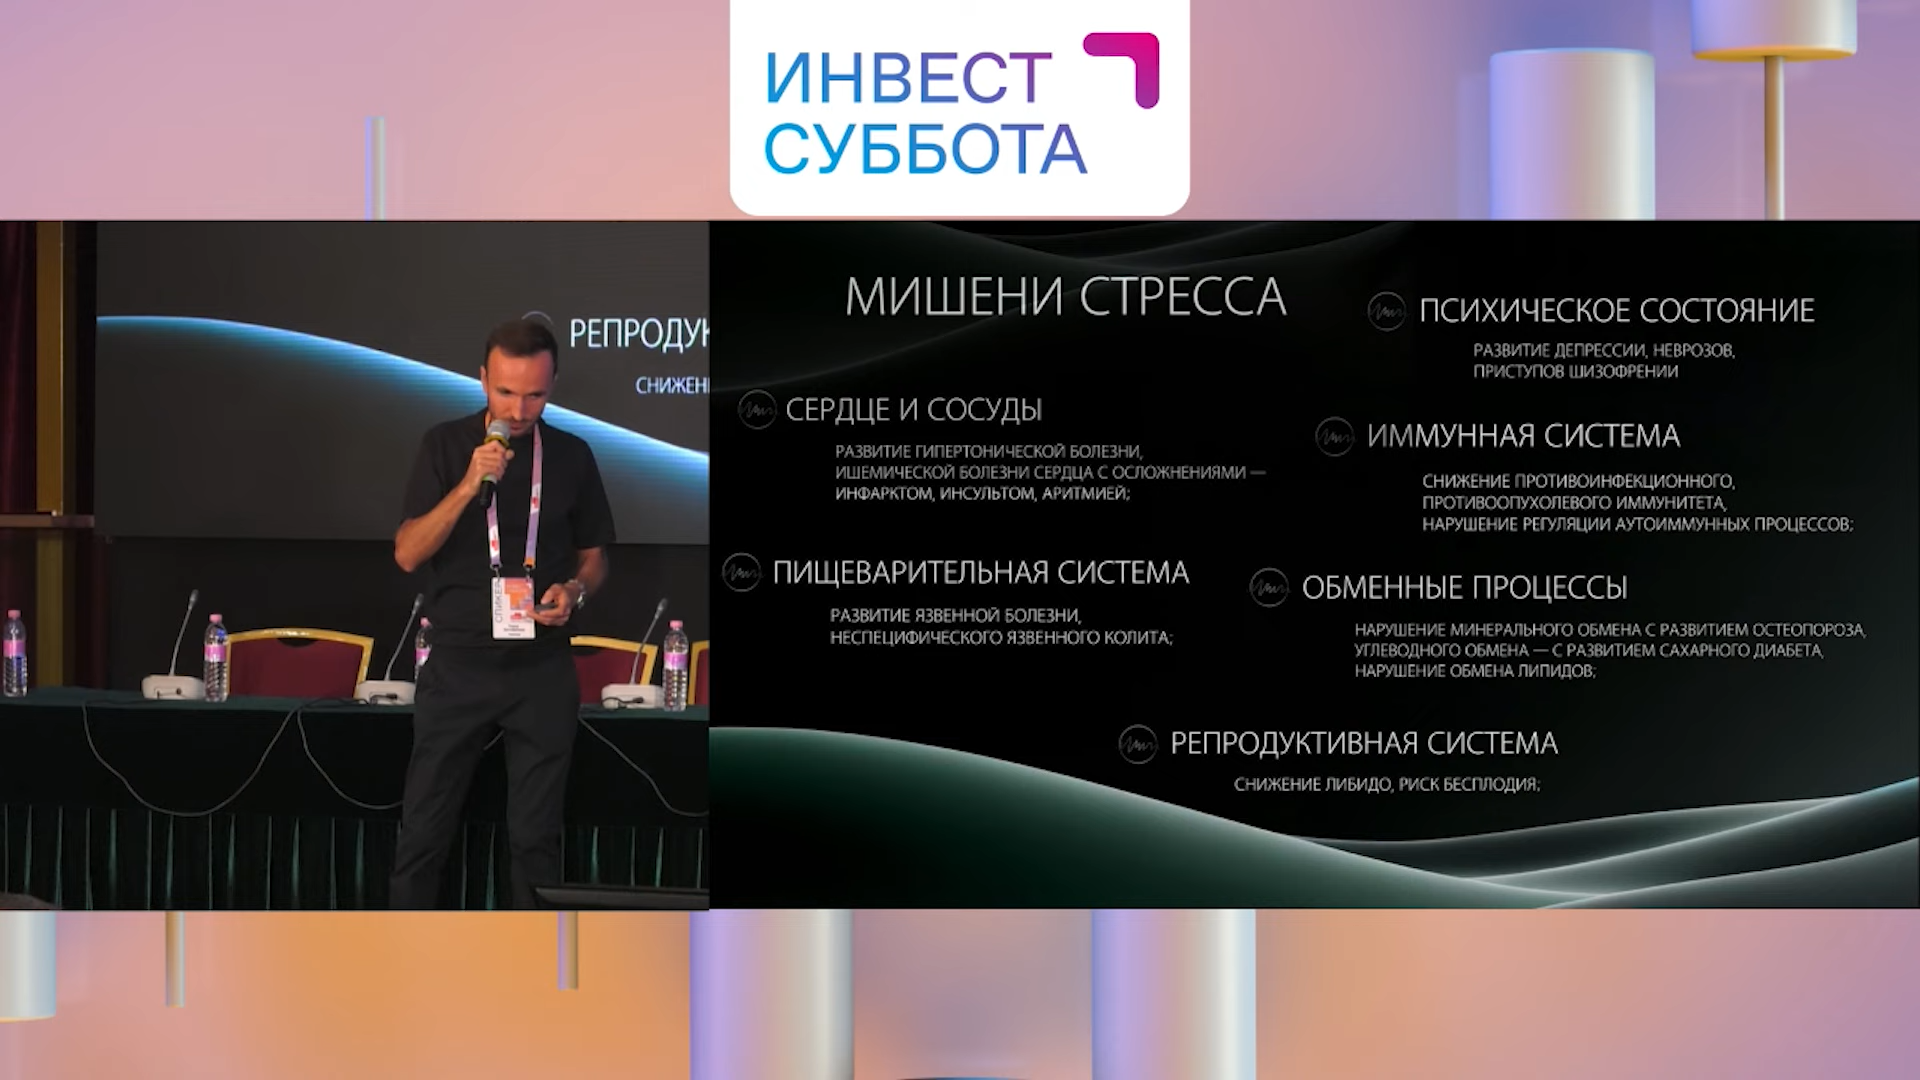 ИНВЕСТ
СУББОТА
РЕПРОДУК
СНИЖЕН
СПИКЕР
МИШЕНИ СТРЕССА
СЕРДЦЕ И СОСУДЫ
РАЗВИТИЕ ГИПЕРТОНИЧЕСКОЙ БОЛЕЗНИ,
ИШЕМИЧЕСКОЙ БОЛЕЗНИ СЕРДЦА С ОСЛОЖНЕНИЯМИ —
ИНФАРКТОМ, ИНСУЛЬТОМ, АРИТМИЕЙ;
ПИЩЕВАРИТЕЛЬНАЯ СИСТЕМА
РАЗВИТИЕ ЯЗВЕННОЙ БОЛЕЗНИ,
НЕСПЕЦИФИЧЕСКОГО ЯЗВЕННОГО КОЛИТА;
ПСИХИЧЕСКОЕ СОСТОЯНИЕ
РАЗВИТИЕ ДЕПРЕССИИ, НЕВРОЗОВ,
ПРИСТУПОВ ШИЗОФРЕНИИ
ИММУННАЯ СИСТЕМА
СНИЖЕНИЕ ПРОТИВОИНФЕКЦИОННОГО,
ПРОТИВООПУХОЛЕВОГО ИММУНИТЕТА,
НАРУШЕНИЕ РЕГУЛЯЦИИ АУТОИММУННЫХ ПРОЦЕССОВ;
ОБМЕННЫЕ ПРОЦЕССЫ
НАРУШЕНИЕ МИНЕРАЛЬНОГО ОБМЕНА С РАЗВИТИЕМ ОСТЕОПОРОЗА,
УГЛЕВОДНОГО ОБМЕНА — С РАЗВИТИЕМ САХАРНОГО ДИАБЕТА,
НАРУШЕНИЕ ОБМЕНА ЛИПИДОВ;
РЕПРОДУКТИВНАЯ СИСТЕМА
СНИЖЕНИЕ ЛИБИДО, РИСК БЕСПЛОДИЯ;